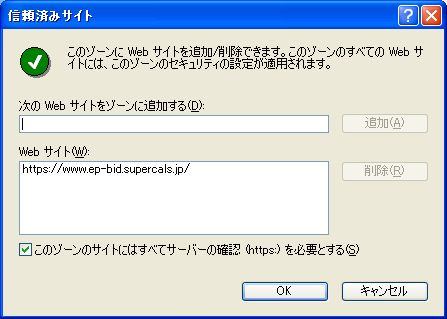 信頼済みサイト
このゾーンに Web サイトを追加/削除できます。このゾーンのすべての Web サ
イトには、このゾーンのセキュリティの設定が適用されます。
次の Web サイトをゾーンに追加する(D):
追加(A)
Web サイト(W):
https://www.ep-bid.supercals.jp/
削除(R)
このゾーンのサイトにはすべてサーバーの確認 (https:) を必要とする(S)
OK
キャンセル